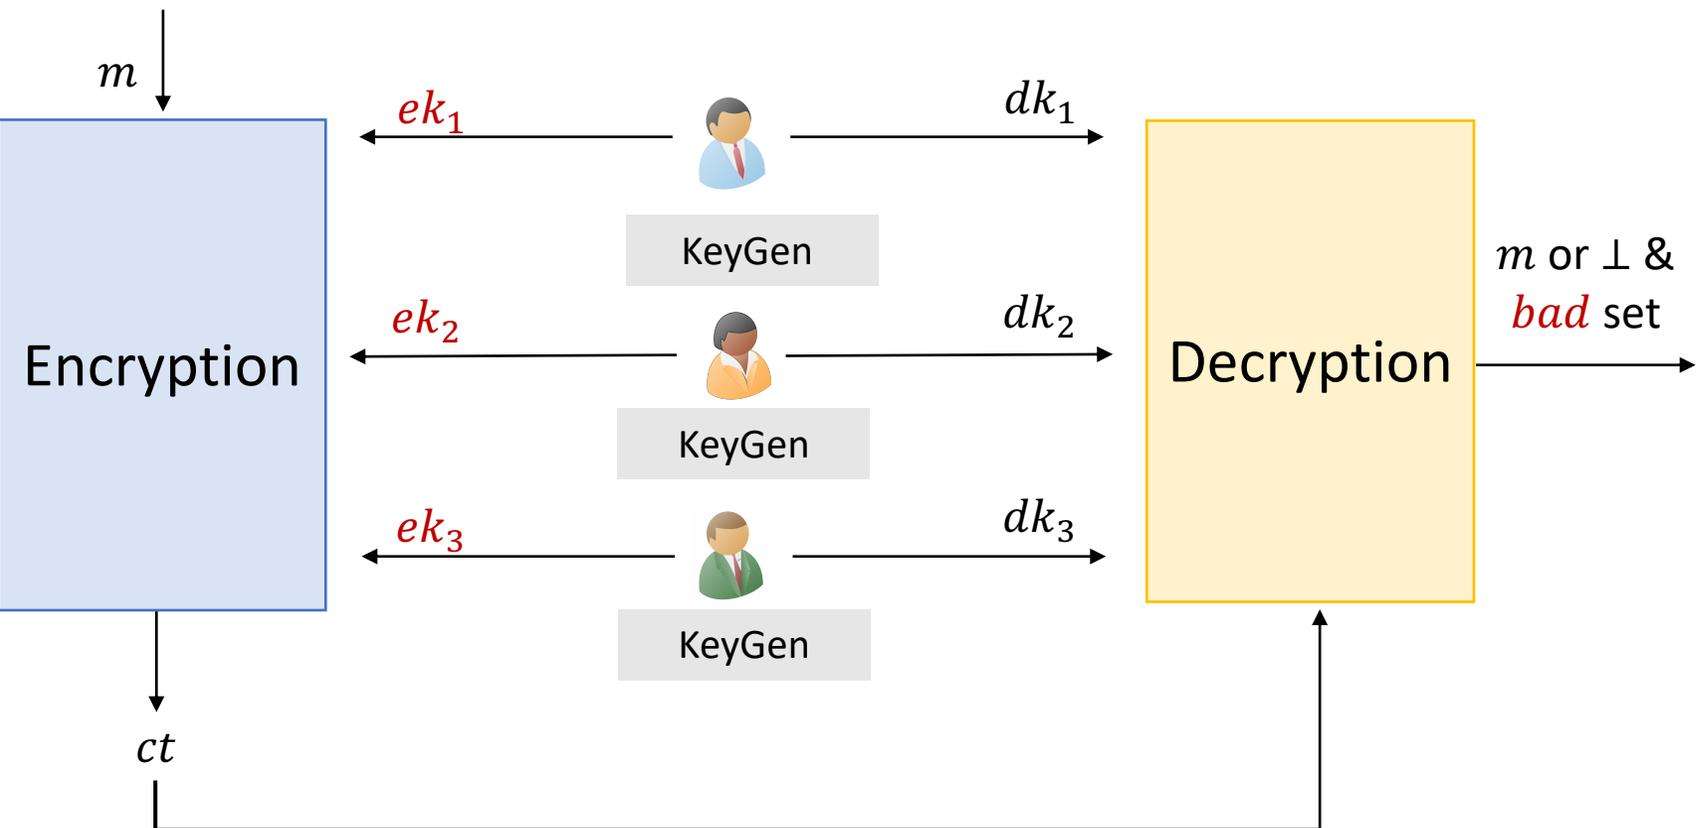 𝑚
𝑒𝑘₁
𝑑𝑘₁
KeyGen
𝑚 or ⊥ &
𝑏𝑎𝑑 set
𝑒𝑘₂
𝑑𝑘₂
Encryption
Decryption
KeyGen
𝑒𝑘₃
𝑑𝑘₃
KeyGen
𝑐𝑡